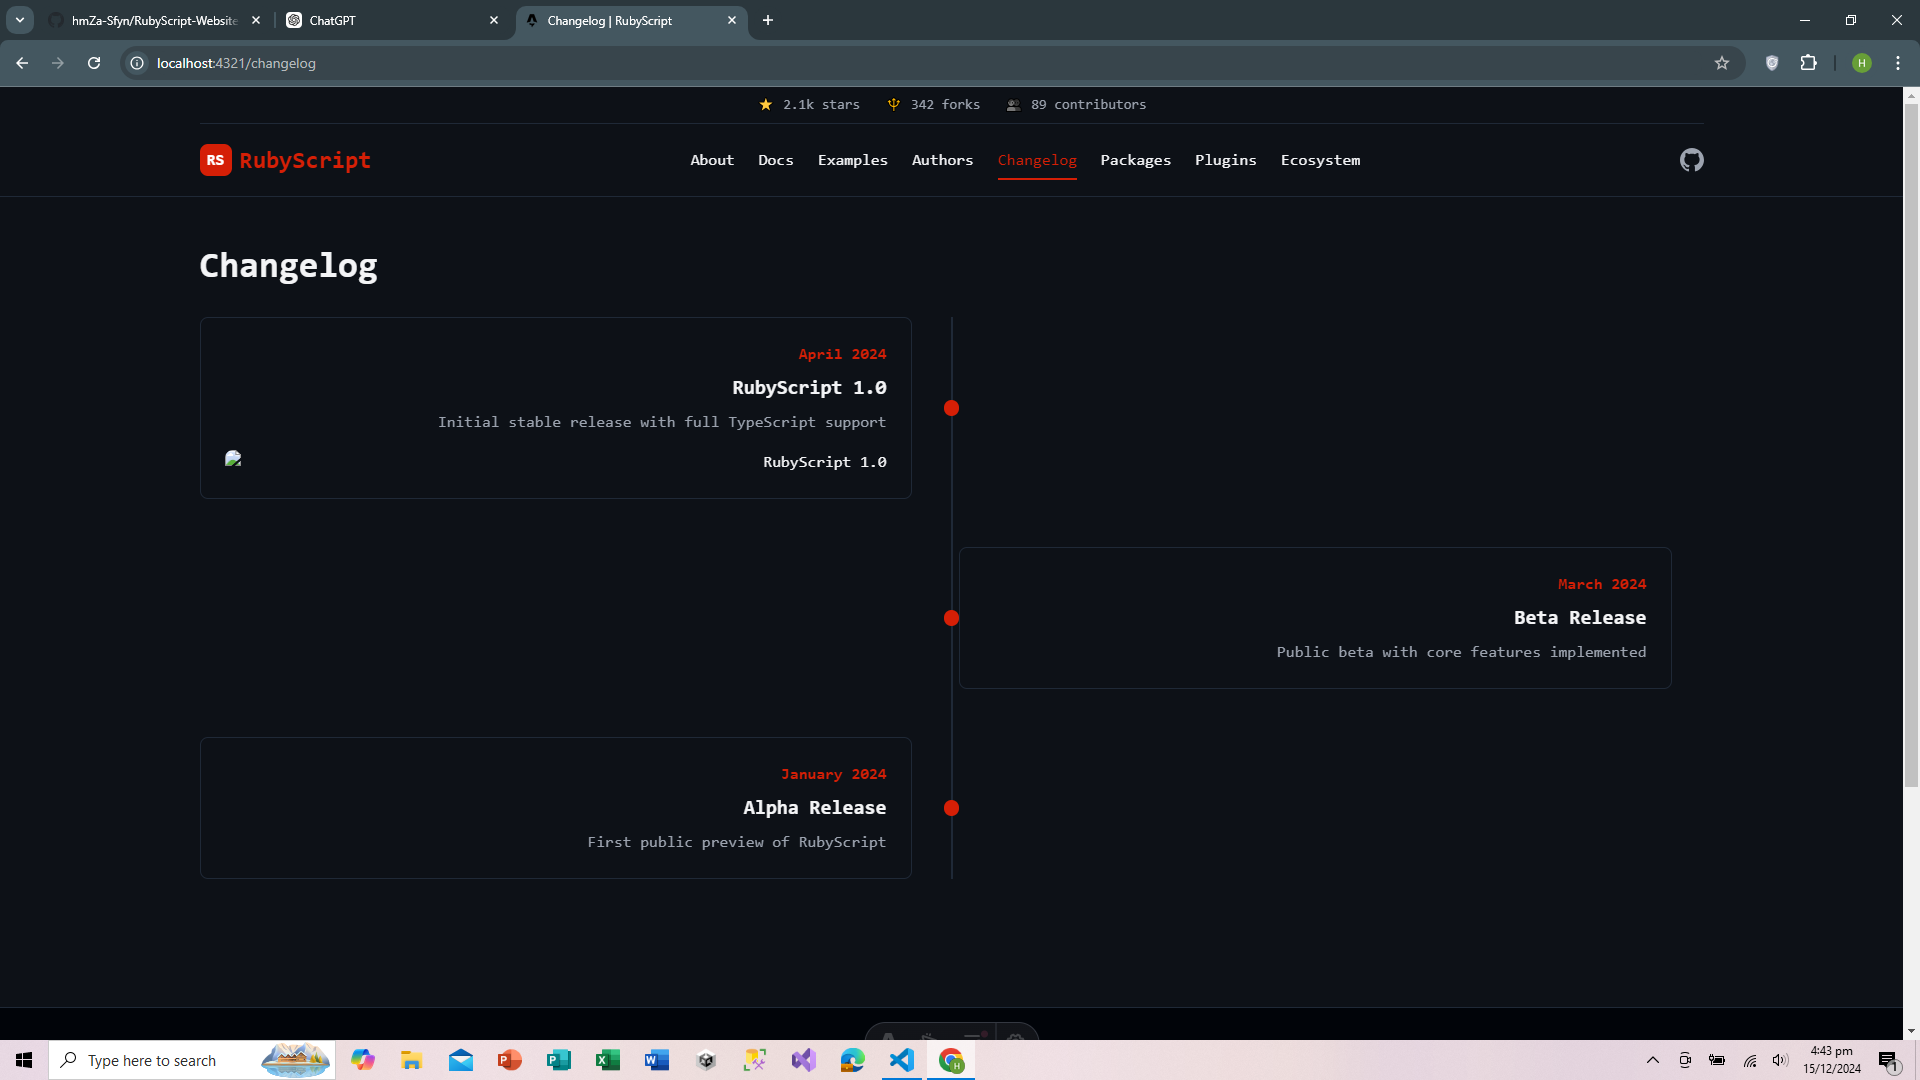 hmZa-Sfyn/RubyScript-Website
ChatGPT
Changelog | RubyScript
localhost:4321/changelog
H
2.1k stars
342 forks
89 contributors
RS RubyScript
About
Docs
Examples
Authors
Changelog
Packages
Plugins
Ecosystem
Changelog
April 2024
RubyScript 1.0
Initial stable release with full TypeScript support
RubyScript 1.0
March 2024
Beta Release
Public beta with core features implemented
January 2024
Alpha Release
First public preview of RubyScript
Type here to search
4:43 pm
15/12/2024
1